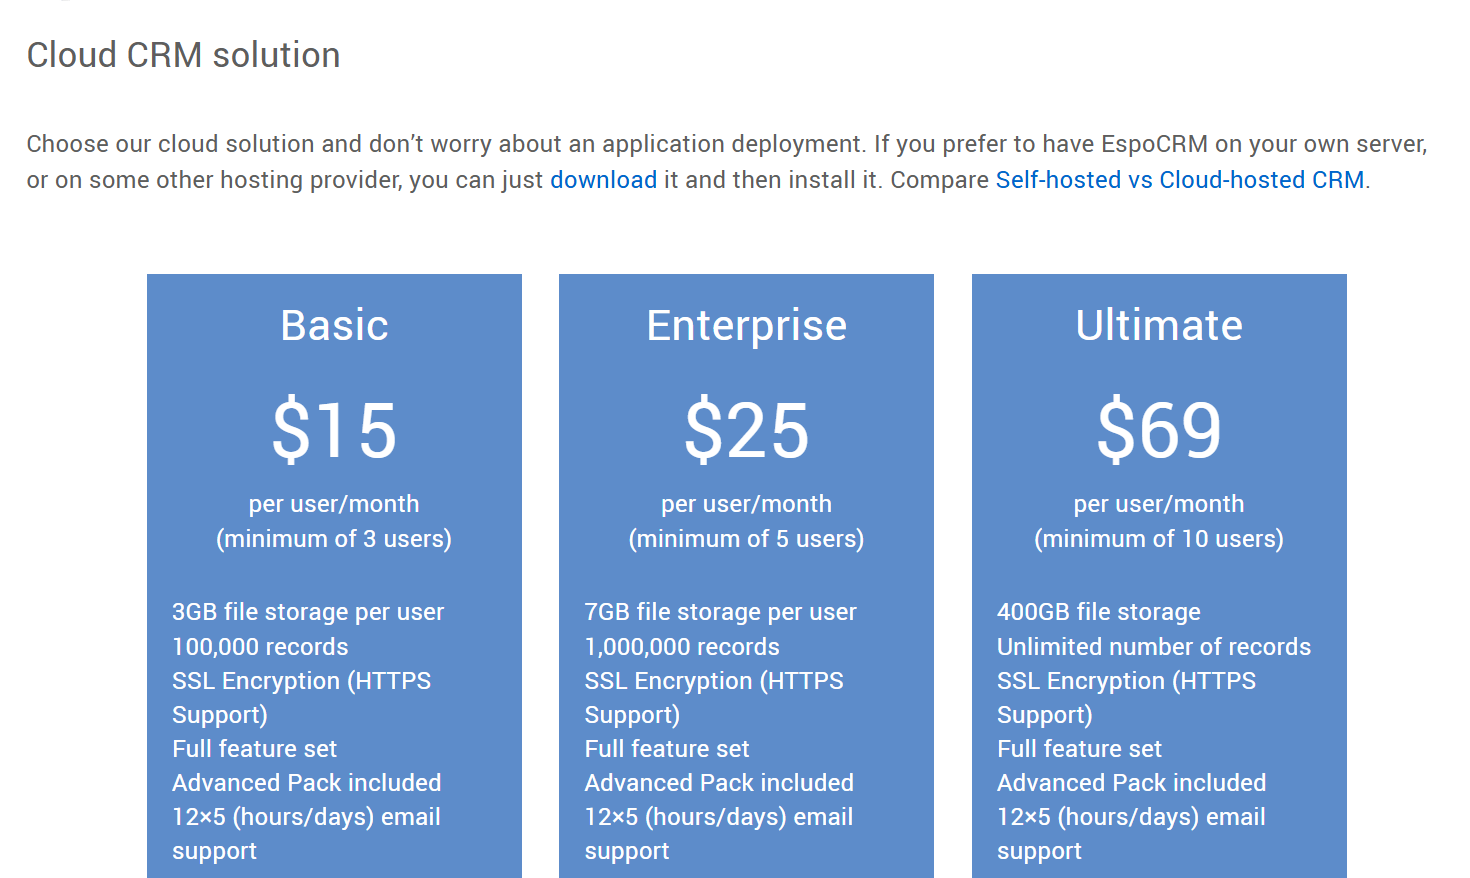 Cloud CRM solution
Choose our cloud solution and don’t worry about an application deployment. If you prefer to have EspoCRM on your own server,
or on some other hosting provider, you can just download it and then install it. Compare Self-hosted vs Cloud-hosted CRM.
Basic
$15
per user/month
(minimum of 3 users)
3GB file storage per user
100,000 records
SSL Encryption (HTTPS
Support)
Full feature set
Advanced Pack included
12×5 (hours/days) email
support
Enterprise
$25
per user/month
(minimum of 5 users)
7GB file storage per user
1,000,000 records
SSL Encryption (HTTPS
Support)
Full feature set
Advanced Pack included
12×5 (hours/days) email
support
Ultimate
$69
per user/month
(minimum of 10 users)
400GB file storage
Unlimited number of records
SSL Encryption (HTTPS
Support)
Full feature set
Advanced Pack included
12×5 (hours/days) email
support